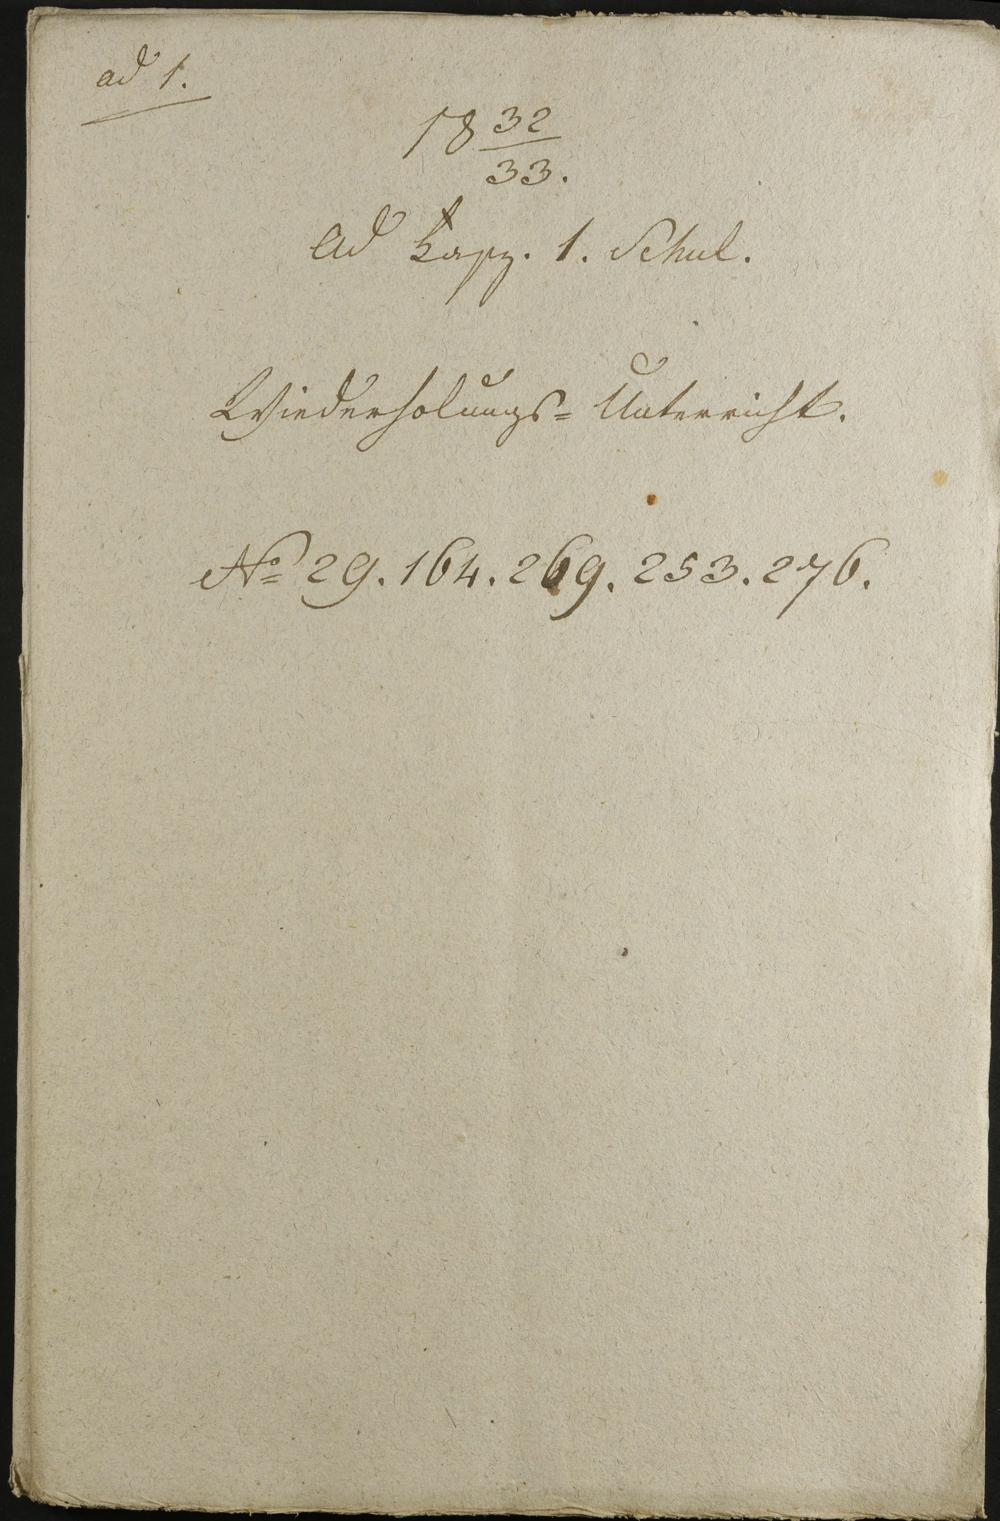 ad 1.
18 32/33.
Ad Fasz. 1. Schul.
Wiederholungs= Unterricht.
No 29. 164. 269. 253. 276.